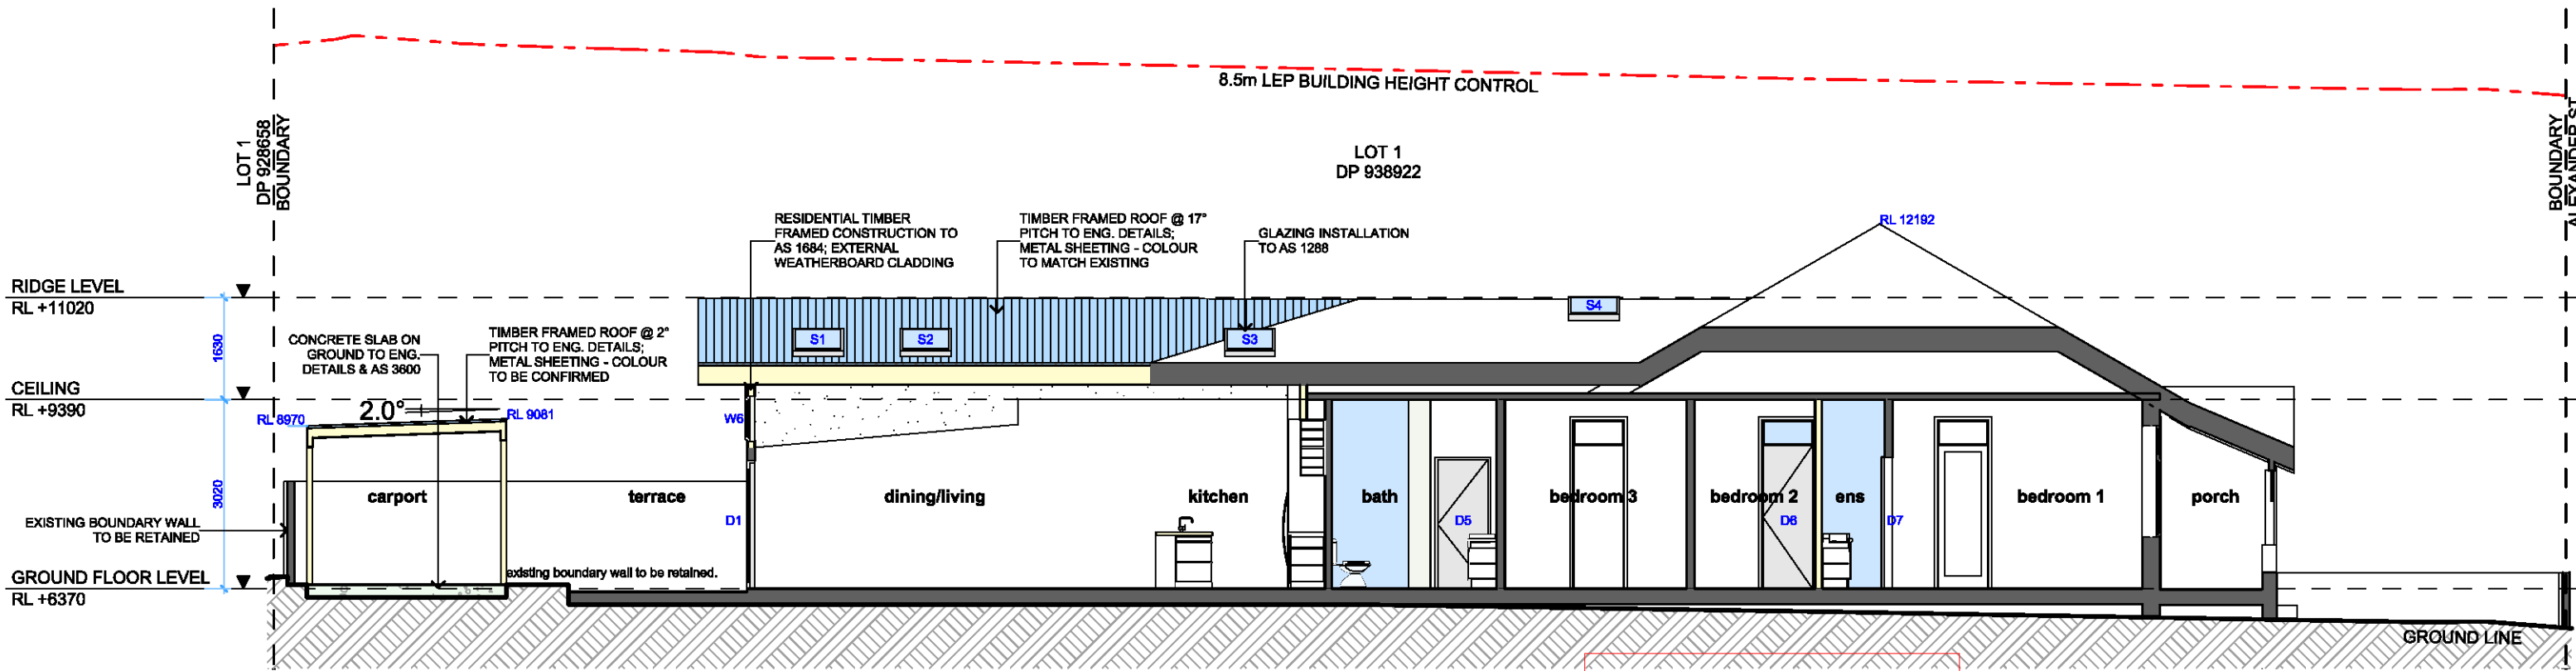 8.5m LEP BUILDING HEIGHT CONTROL
LOT 1
DP 928658
BOUNDARY
LOT 1
DP 938922
BOUNDARY
ALEXANDER ST
RESIDENTIAL TIMBER
FRAMED CONSTRUCTION TO
AS 1684; EXTERNAL
WEATHERBOARD CLADDING
TIMBER FRAMED ROOF @ 17°
PITCH TO ENG. DETAILS;
METAL SHEETING - COLOUR
TO MATCH EXISTING
GLAZING INSTALLATION
TO AS 1288
RL 12192
RIDGE LEVEL
RL +11020
1630
CONCRETE SLAB ON
GROUND TO ENG.
DETAILS & AS 3600
TIMBER FRAMED ROOF @ 2°
PITCH TO ENG. DETAILS;
METAL SHEETING - COLOUR
TO BE CONFIRMED
S1
S2
S3
S4
CEILING
RL +9390
RL 8970
2.0°
RL 9081
W6
3020
carport
terrace
dining/living
kitchen
bath
bedroom 3
bedroom 2
ens
bedroom 1
porch
D1
D5
D6
D7
EXISTING BOUNDARY WALL
TO BE RETAINED
existing boundary wall to be retained.
GROUND FLOOR LEVEL
RL +6370
GROUND LINE